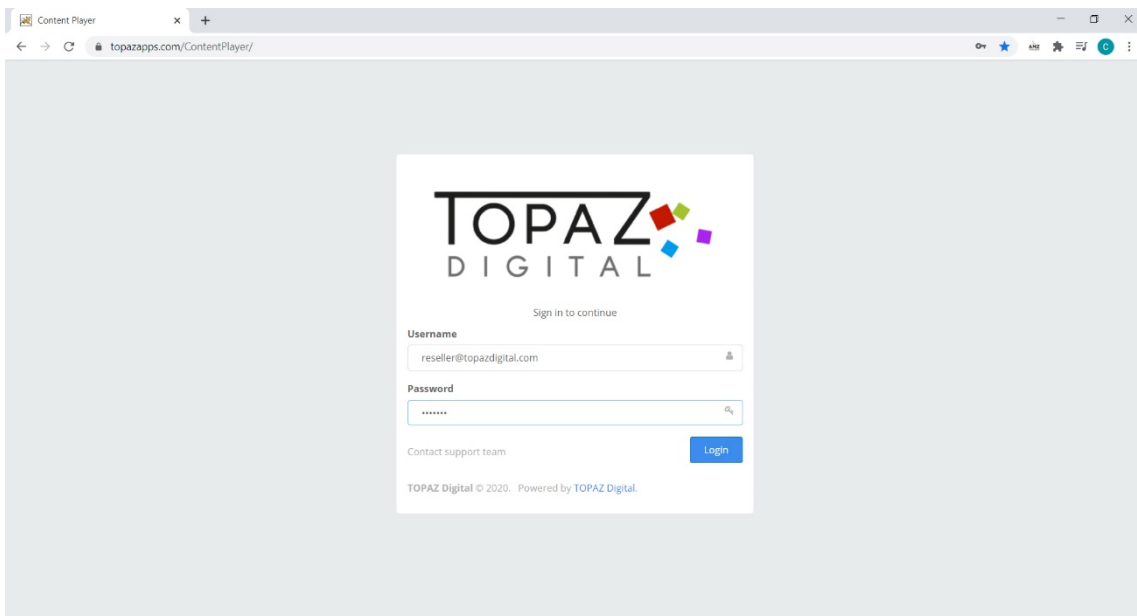 Content Player
topazapps.com/ContentPlayer/
C
TOPAZ
DIGITAL
Sign in to continue
Username
reseller@topazdigital.com
Password
•••••••
Contact support team
Login
TOPAZ Digital © 2020. Powered by TOPAZ Digital.